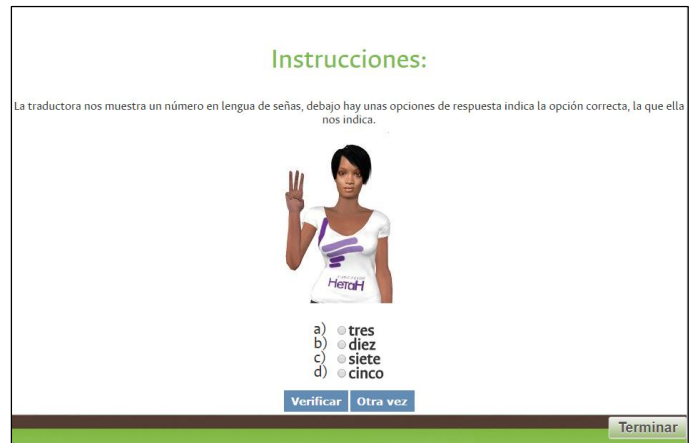 Instrucciones:
La traductora nos muestra un número en lengua de señas, debajo hay unas opciones de respuesta indica la opción correcta, la que ella
nos indica.
HETAH
a) tres
b) diez
c) siete
d) cinco
Verificar Otra vez
Terminar